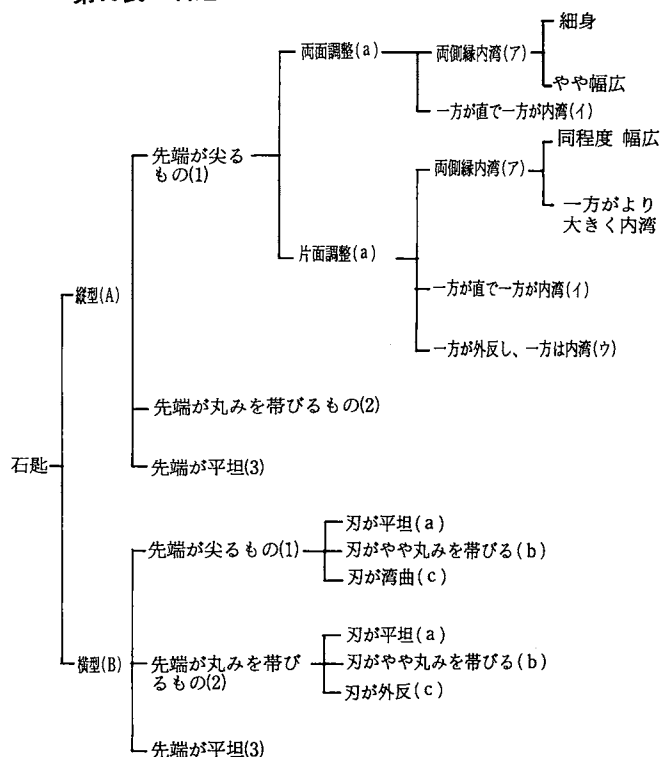 細身
両面調整(a)
両側縁内湾(ア)
やや幅広
一方が直で一方が内湾(イ)
先端が尖る
もの(1)
同程度 幅広
両側縁内湾(ア)
一方がより
大きく内湾
片面調整(a)
縦型(A)
一方が直で一方が内湾(イ)
一方が外反し、一方は内湾(ウ)
先端が丸みを帯びるもの(2)
石匙
先端が平坦(3)
先端が尖るもの(1)
刃が平坦(a)
刃がやや丸みを帯びる(b)
刃が湾曲(c)
横型(B)
先端が丸みを帯び
るもの(2)
刃が平坦(a)
刃がやや丸みを帯びる(b)
刃が外反(c)
先端が平坦(3)